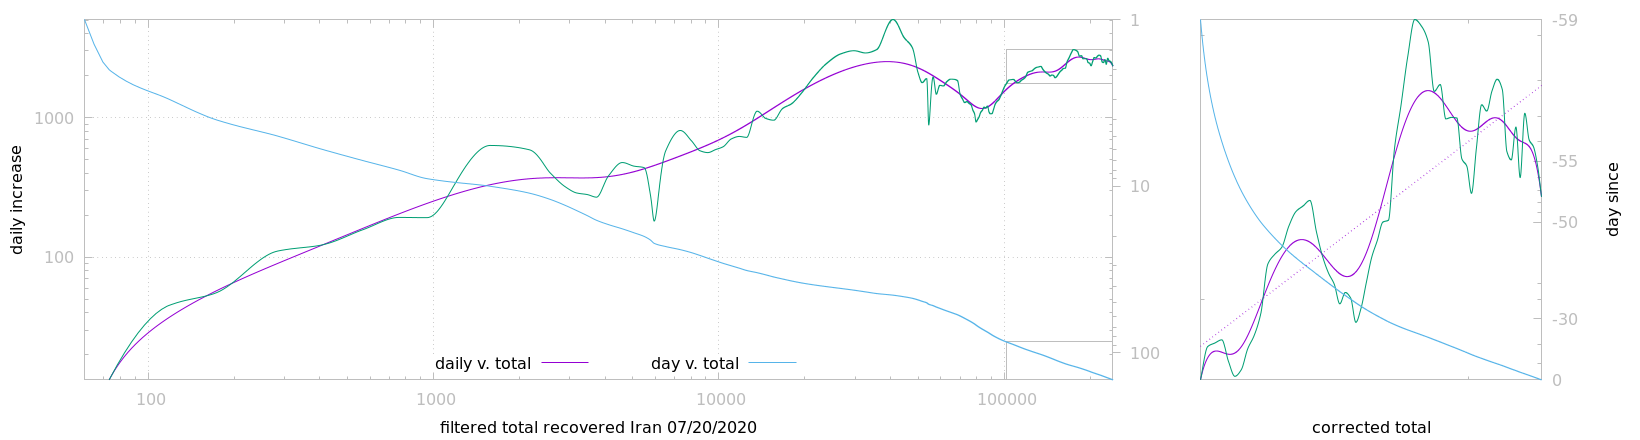 1000
100
daily increase
1
10
100
daily v. total
day v. total
100
1000
10000
100000
filtered total recovered Iran 07/20/2020
-59
-55
-50
-30
0
day since
corrected total